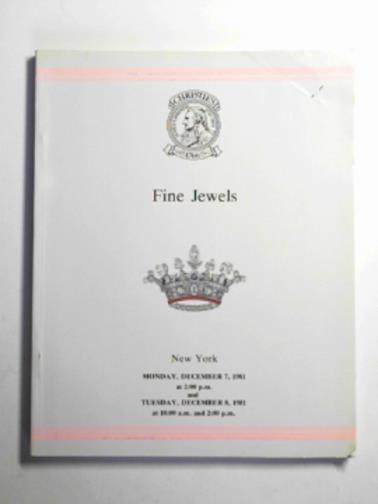 CHRISTIE'S
Fine Jewels
New York
MONDAY, DECEMBER 7, 1981
at 2:00 p.m.
and
TUESDAY, DECEMBER 8, 1981
at 10:00 a.m. and 2:00 p.m.